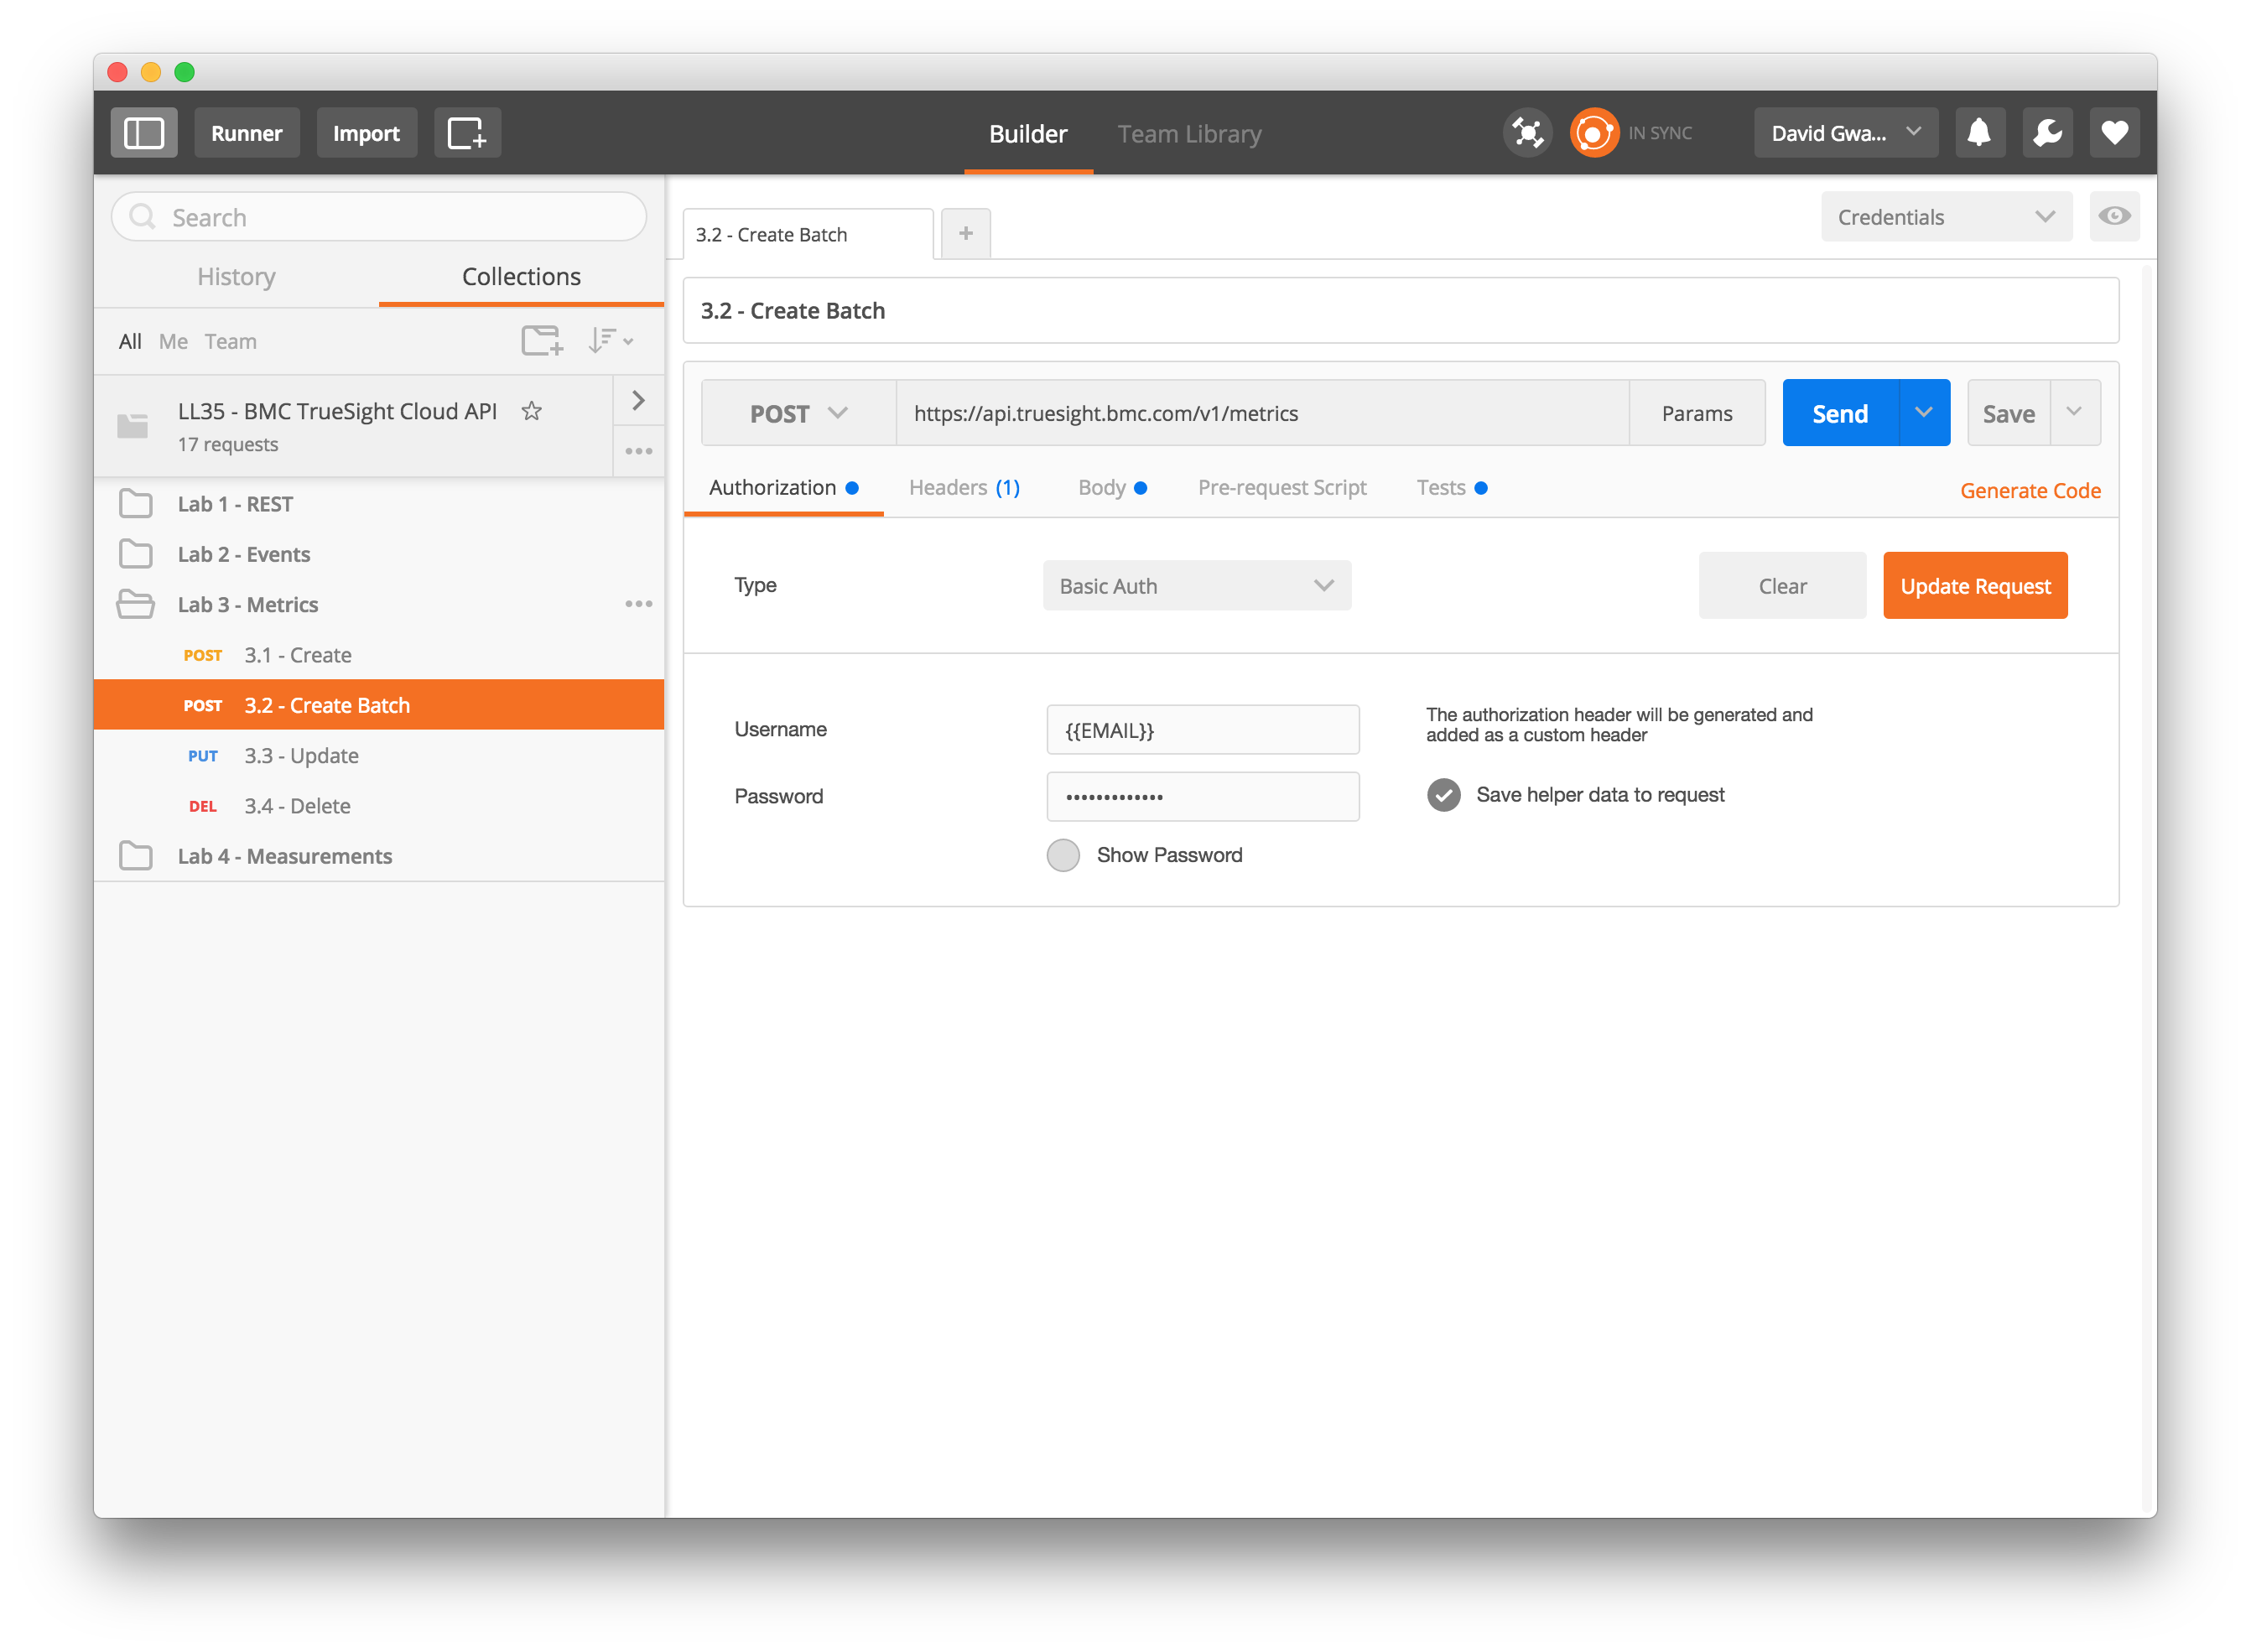 Runner Import Builder Team Library IN SYNC David Gwa...
Search
History Collections
All Me Team
LL35 - BMC TrueSight Cloud API
17 requests
Lab 1 - REST
Lab 2 - Events
Lab 3 - Metrics
POST 3.1 - Create
POST 3.2 - Create Batch
PUT 3.3 - Update
DEL 3.4 - Delete
Lab 4 - Measurements
3.2 - Create Batch +
Credentials
3.2 - Create Batch
POST https://api.truesight.bmc.com/v1/metrics Params Send Save
Authorization Headers (1) Body Pre-request Script Tests Generate Code
Type Basic Auth Clear Update Request
Username {{EMAIL}}
The authorization header will be generated and
added as a custom header
Password •••••••••••••
Save helper data to request
Show Password